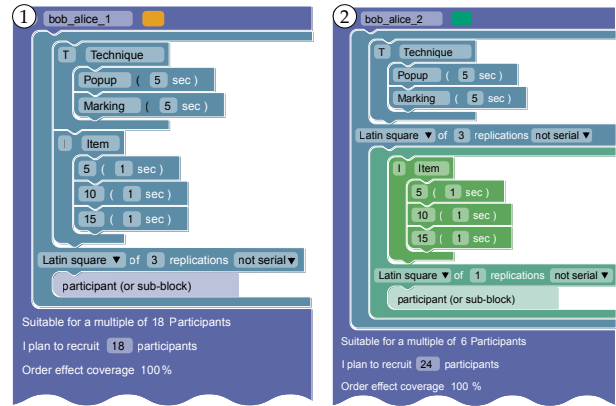 1 bob_alice_1
T Technique
Popup ( 5 sec )
Marking ( 5 sec )
I Item
5 ( 1 sec )
10 ( 1 sec )
15 ( 1 sec )
Latin square ▼ of 3 replications not serial ▼
participant (or sub-block)
Suitable for a multiple of 18 Participants
I plan to recruit 18 participants
Order effect coverage 100 %
2 bob_alice_2
T Technique
Popup ( 5 sec )
Marking ( 5 sec )
Latin square ▼ of 3 replications not serial ▼
I Item
5 ( 1 sec )
10 ( 1 sec )
15 ( 1 sec )
Latin square ▼ of 1 replications not serial ▼
participant (or sub-block)
Suitable for a multiple of 6 Participants
I plan to recruit 24 participants
Order effect coverage 100 %